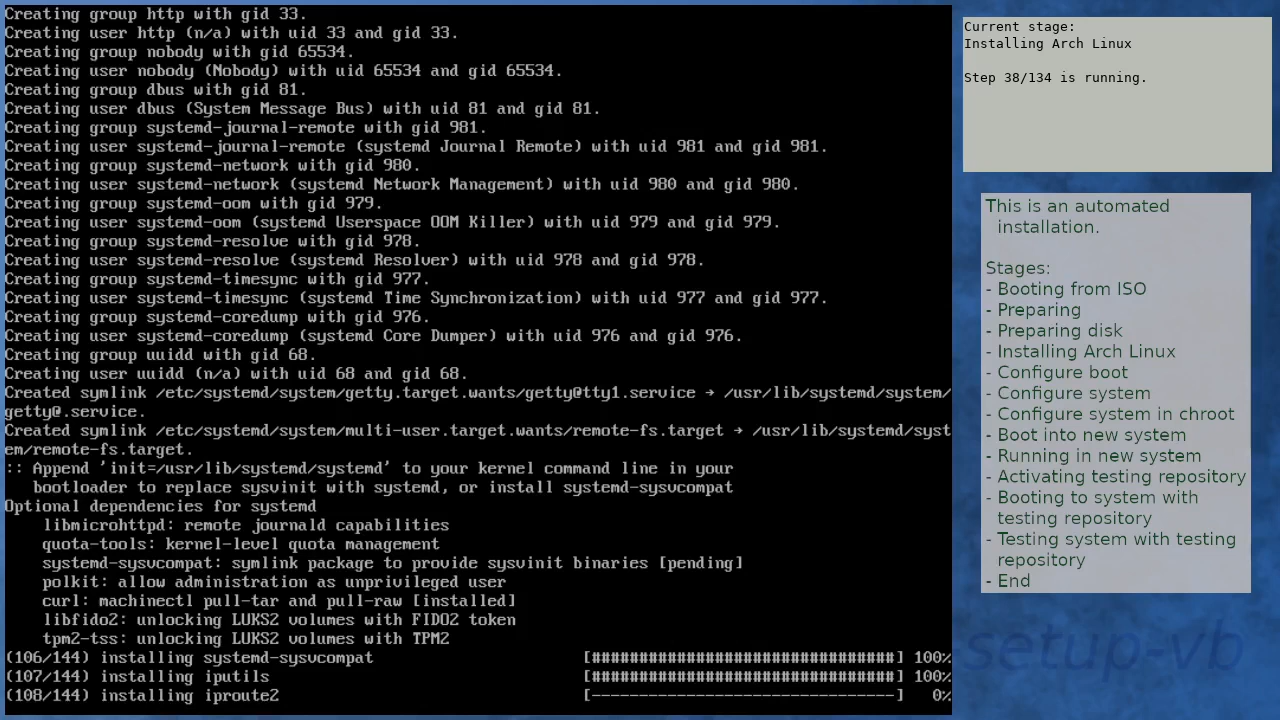 Creating group http with gid 33.
Creating user http (n/a) with uid 33 and gid 33.
Creating group nobody with gid 65534.
Creating user nobody (Nobody) with uid 65534 and gid 65534.
Creating group dbus with gid 81.
Creating user dbus (System Message Bus) with uid 81 and gid 81.
Creating group systemd-journal-remote with gid 981.
Creating user systemd-journal-remote (systemd Journal Remote) with uid 981 and gid 981.
Creating group systemd-network with gid 980.
Creating user systemd-network (systemd Network Management) with uid 980 and gid 980.
Creating group systemd-oom with gid 979.
Creating user systemd-oom (systemd Userspace OOM Killer) with uid 979 and gid 979.
Creating group systemd-resolve with gid 978.
Creating user systemd-resolve (systemd Resolver) with uid 978 and gid 978.
Creating group systemd-timesync with gid 977.
Creating user systemd-timesync (systemd Time Synchronization) with uid 977 and gid 977.
Creating group systemd-coredump with gid 976.
Creating user systemd-coredump (systemd Core Dumper) with uid 976 and gid 976.
Creating group uuidd with gid 68.
Creating user uuidd (n/a) with uid 68 and gid 68.
Created symlink /etc/systemd/system/getty.target.wants/getty@tty1.service → /usr/lib/systemd/system/
getty@.service.
Created symlink /etc/systemd/system/multi-user.target.wants/remote-fs.target → /usr/lib/systemd/syst
em/remote-fs.target.
:: Append 'init=/usr/lib/systemd/systemd' to your kernel command line in your
   bootloader to replace sysvinit with systemd, or install systemd-sysvcompat
Optional dependencies for systemd
    libmicrohttpd: remote journald capabilities
    quota-tools: kernel-level quota management
    systemd-sysvcompat: symlink package to provide sysvinit binaries [pending]
    polkit: allow administration as unprivileged user
    curl: machinectl pull-tar and pull-raw [installed]
    libfido2: unlocking LUKS2 volumes with FIDO2 token
    tpm2-tss: unlocking LUKS2 volumes with TPM2
(106/144) installing systemd-sysvcompat [################################] 100%
(107/144) installing iputils [################################] 100%
(108/144) installing iproute2 [--------------------------------] 0%
Current stage:
Installing Arch Linux
Step 38/134 is running.
This is an automated
installation.
Stages:
- Booting from ISO
- Preparing
- Preparing disk
- Installing Arch Linux
- Configure boot
- Configure system
- Configure system in chroot
- Boot into new system
- Running in new system
- Activating testing repository
- Booting to system with
testing repository
- Testing system with testing
repository
- End
setup-vb